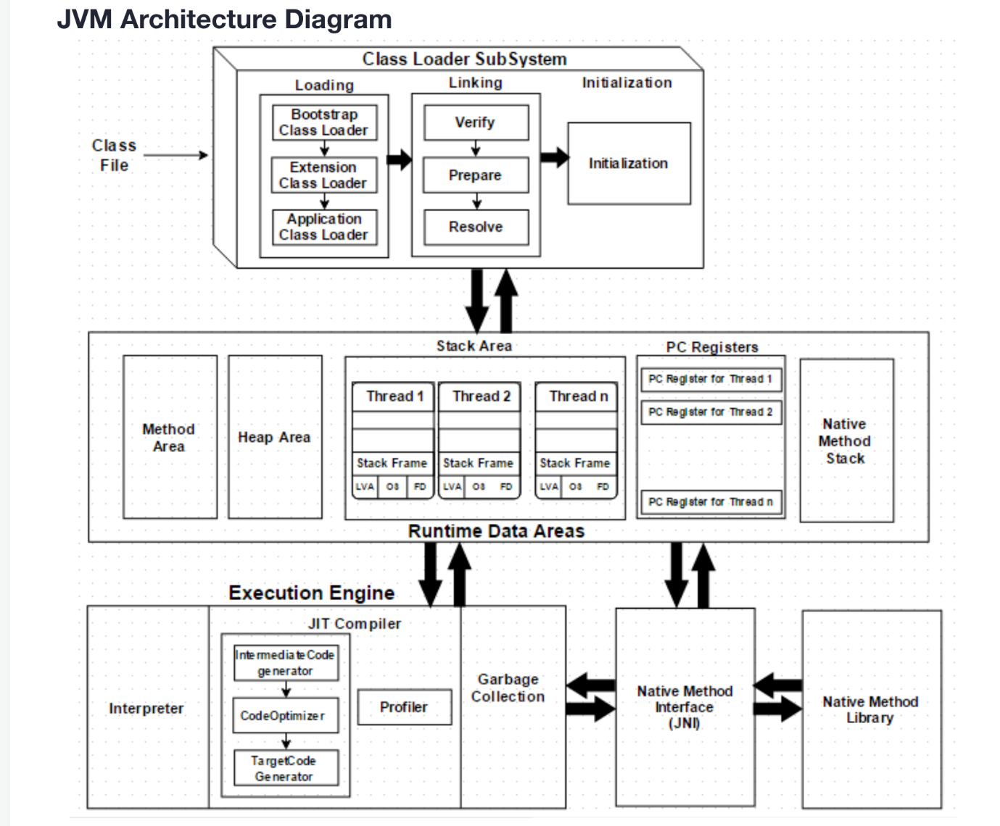 JVM Architecture Diagram
Class Loader SubSystem
Loading
Linking
Initialization
Class
File
Bootstrap
Class Loader
Extension
Class Loader
Application
Class Loader
Verify
Prepare
Resolve
Initialization
Stack Area
PC Registers
Method
Area
Heap Area
Thread 1
Stack Frame
LVA
OS
FD
Thread 2
Stack Frame
LVA
OS
FD
Thread n
Stack Frame
LVA
OS
FD
PC Register for Thread 1
PC Register for Thread 2
PC Register for Thread n
Native
Method
Stack
Runtime Data Areas
Execution Engine
Interpreter
JIT Compiler
Intermediate Code
generator
CodeOptimizer
TargetCode
Generator
Profiler
Garbage
Collection
Native Method
Interface
(JNI)
Native Method
Library